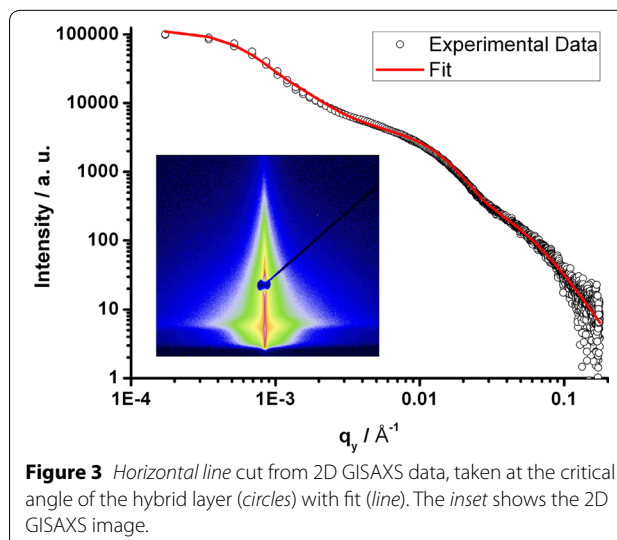 100000
10000
1000
100
10
1
1E-4
1E-3
0.01
0.1
Intensity / a. u.
q_y / Å⁻¹
Experimental Data
Fit
Figure 3 Horizontal line cut from 2D GISAXS data, taken at the critical
angle of the hybrid layer (circles) with fit (line). The inset shows the 2D
GISAXS image.